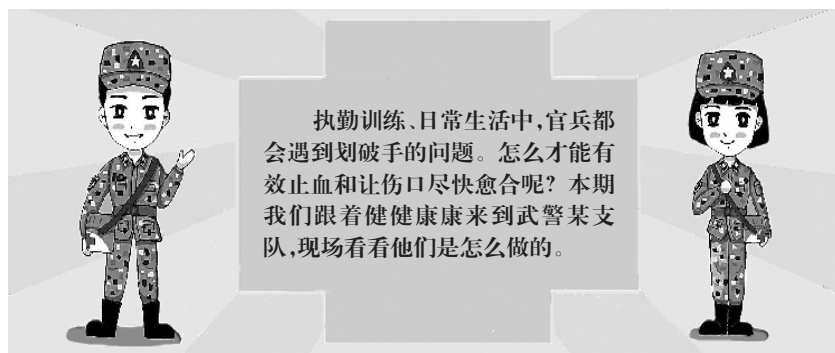 执勤训练、日常生活中,官兵都
会遇到划破手的问题。怎么才能有
效止血和让伤口尽快愈合呢？本期
我们跟着健健康康来到武警某支
队,现场看看他们是怎么做的。